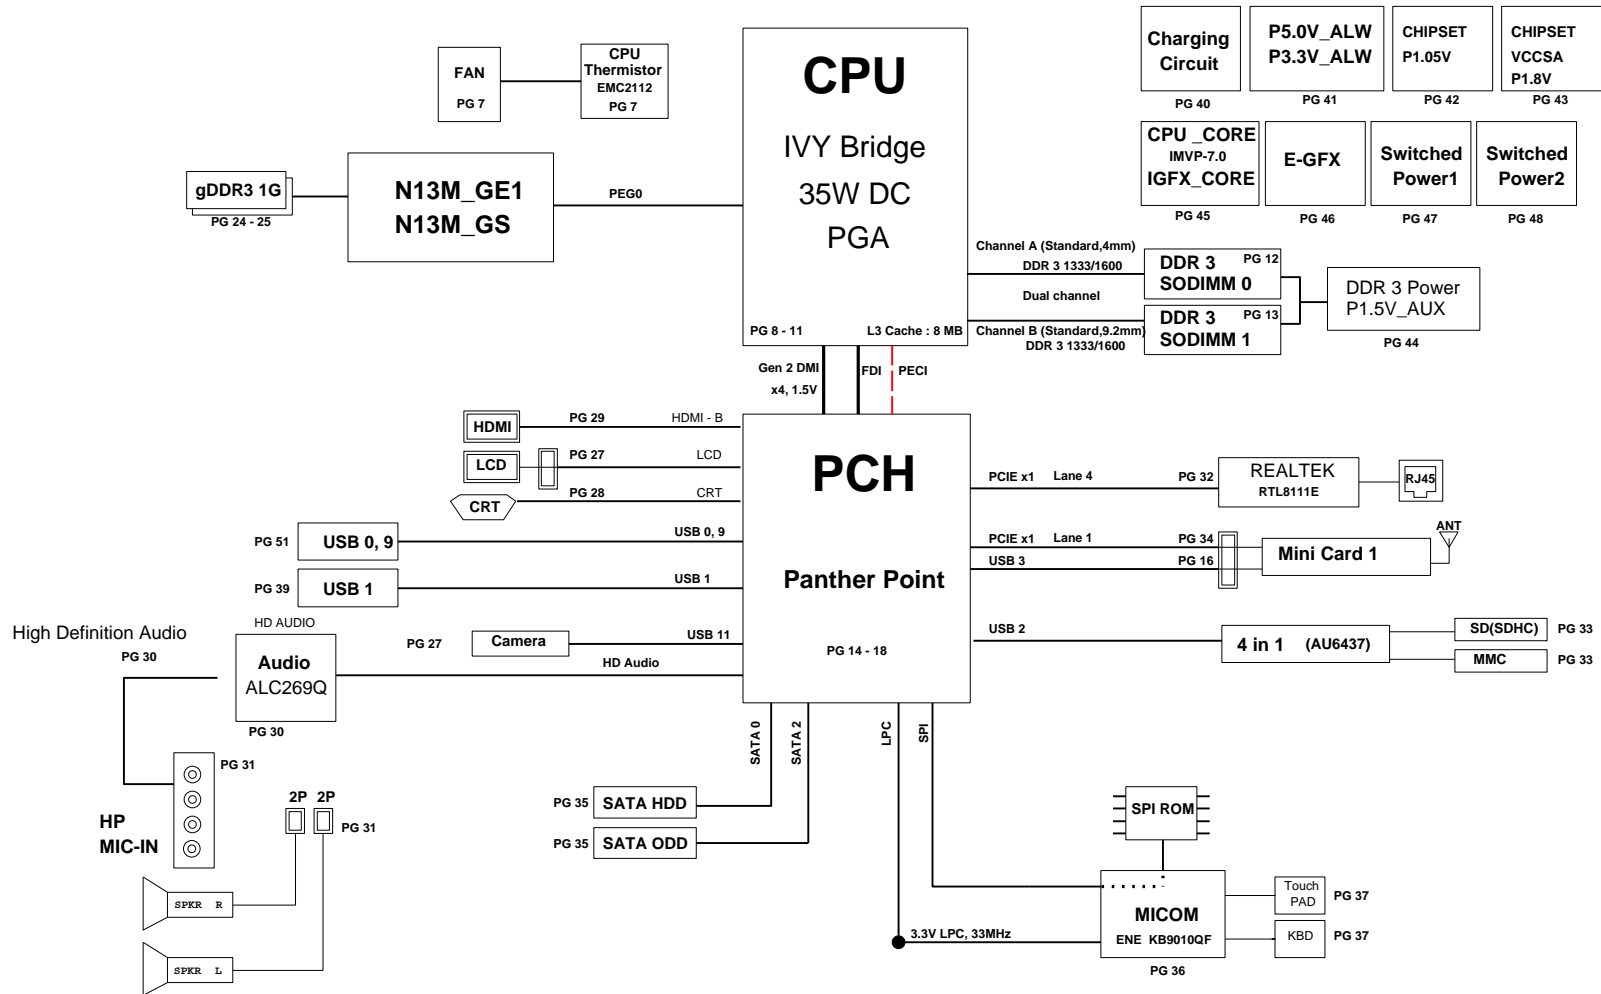 CPU
IVY Bridge
35W DC
PGA
PG 8 - 11
L3 Cache : 8 MB
FAN
PG 7
CPU
Thermistor
EMC2112
PG 7
Charging
Circuit
PG 40
P5.0V_ALW
P3.3V_ALW
PG 41
CHIPSET
P1.05V
PG 42
CHIPSET
VCCSA
P1.8V
PG 43
CPU _CORE
IMVP-7.0
IGFX_CORE
PG 45
E-GFX
PG 46
Switched
Power1
PG 47
Switched
Power2
PG 48
gDDR3 1G
PG 24 - 25
N13M_GE1
N13M_GS
PEG0
Channel A (Standard,4mm)
DDR 3 1333/1600
Dual channel
Channel B (Standard,9.2mm)
DDR 3 1333/1600
DDR 3
PG 12
SODIMM 0
DDR 3
PG 13
SODIMM 1
DDR 3 Power
P1.5V_AUX
PG 44
Gen 2 DMI
x4, 1.5V
FDI
PECI
HDMI
PG 29
HDMI - B
LCD
PG 27
LCD
CRT
PG 28
CRT
PG 51
USB 0, 9
USB 0, 9
PG 39
USB 1
USB 1
PCH
Panther Point
PG 14 - 18
PCIE x1
Lane 4
PG 32
REALTEK
RTL8111E
RJ45
PCIE x1
Lane 1
PG 34
USB 3
PG 16
Mini Card 1
ANT
USB 2
4 in 1
(AU6437)
SD(SDHC)
PG 33
MMC
PG 33
High Definition Audio
PG 30
HD AUDIO
Audio
ALC269Q
PG 30
PG 27
Camera
USB 11
HD Audio
SATA 0
SATA 2
LPC
SPI
PG 31
HP
MIC-IN
2P
2P
PG 31
SPKR R
SPKR L
PG 35
SATA HDD
PG 35
SATA ODD
SPI ROM
MICOM
ENE KB9010QF
PG 36
3.3V LPC, 33MHz
Touch
PAD
PG 37
KBD
PG 37